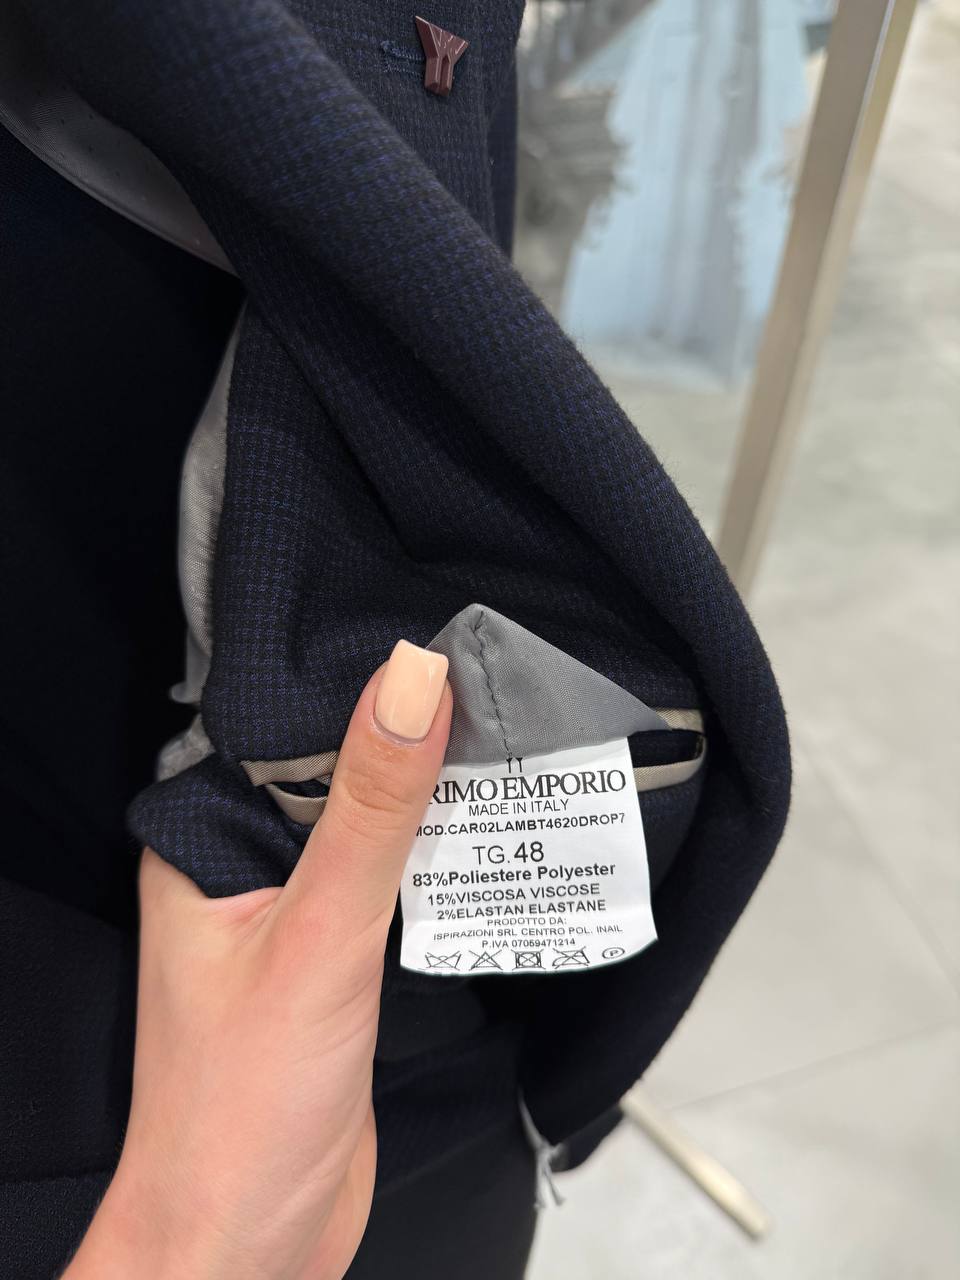 RIMO EMPORIO
MADE IN ITALY
MOD.CAR02LAMBT4620DROP7
TG. 48
83%Poliestere Polyester
15%VISCOSA VISCOSE
2%ELASTAN ELASTANE
PRODOTTO DA:
ISPIRAZIONI SRL CENTRO POL. INAIL
P.IVA 07059471214
P